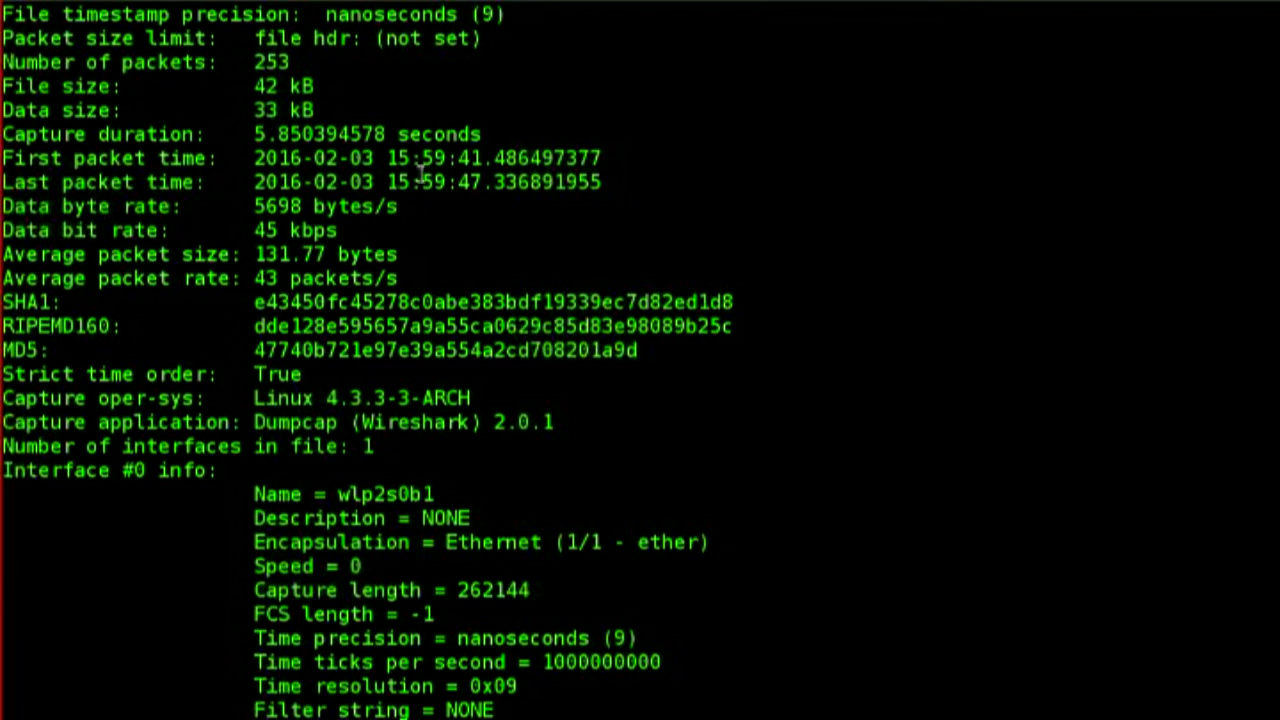 File timestamp precision:  nanoseconds (9)
Packet size limit:   file hdr: (not set)
Number of packets:   253
File size:           42 kB
Data size:           33 kB
Capture duration:    5.850394578 seconds
First packet time:   2016-02-03 15:59:41.486497377
Last packet time:    2016-02-03 15:59:47.336891955
Data byte rate:      5698 bytes/s
Data bit rate:       45 kbps
Average packet size: 131.77 bytes
Average packet rate: 43 packets/s
SHA1:                e43450fc45278c0abe383bdf19339ec7d82ed1d8
RIPEMD160:           dde128e595657a9a55ca0629c85d83e98089b25c
MD5:                 47740b721e97e39a554a2cd708201a9d
Strict time order:   True
Capture oper-sys:    Linux 4.3.3-3-ARCH
Capture application: Dumpcap (Wireshark) 2.0.1
Number of interfaces in file: 1
Interface #0 info:
                     Name = wlp2s0b1
                     Description = NONE
                     Encapsulation = Ethernet (1/1 - ether)
                     Speed = 0
                     Capture length = 262144
                     FCS length = -1
                     Time precision = nanoseconds (9)
                     Time ticks per second = 1000000000
                     Time resolution = 0x09
                     Filter string = NONE